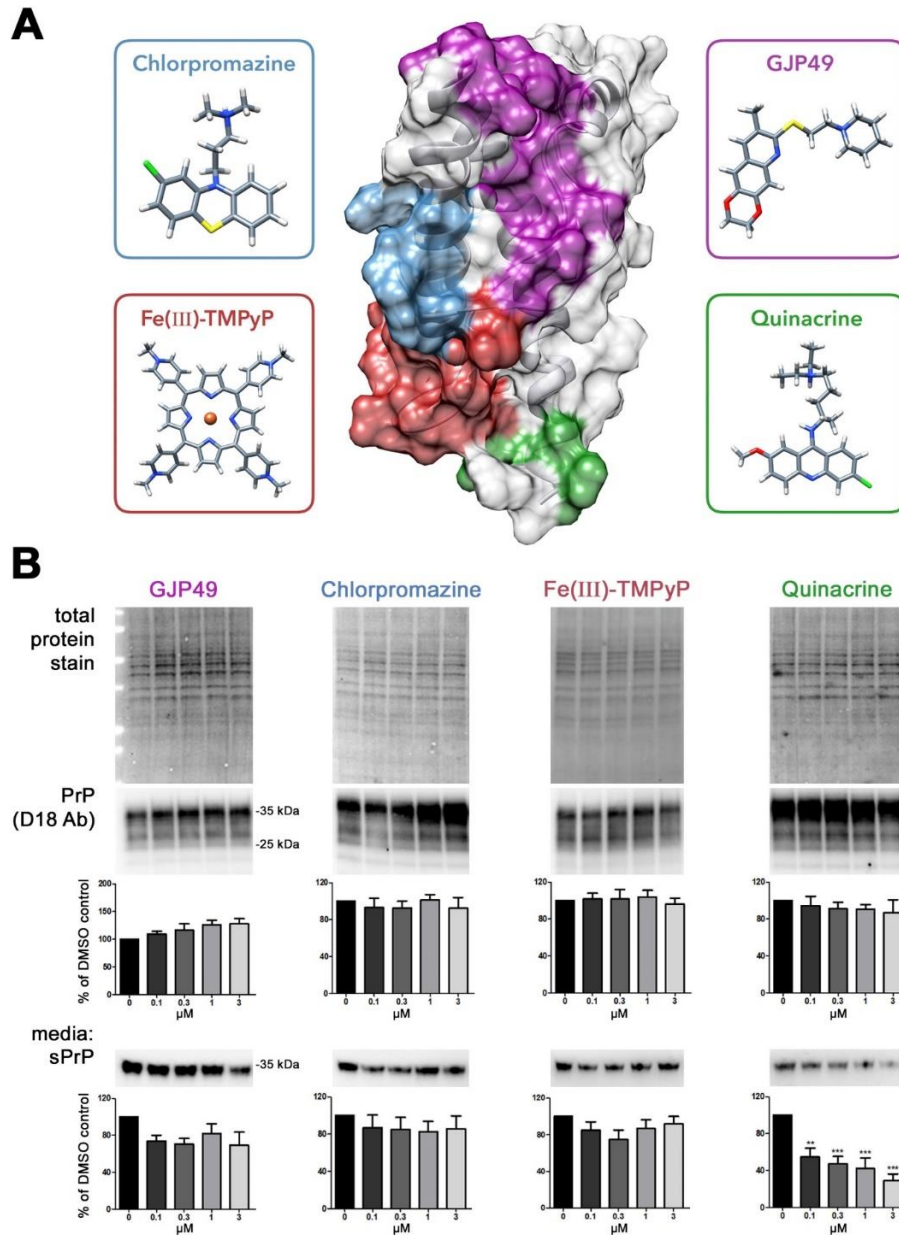 A
Chlorpromazine
GJP49
Fe(III)-TMPyP
Quinacrine
B
GJP49
Chlorpromazine
Fe(III)-TMPyP
Quinacrine
total
protein
stain
PrP
(D18 Ab)
-35 kDa
-25 kDa
% of DMSO control
200
150
100
50
0
0 0.1 0.3 1 3
µM
120
80
40
0
0 0.1 0.3 1 3
µM
120
80
40
0
0 0.1 0.3 1 3
µM
120
80
40
0
0 0.1 0.3 1 3
µM
media:
sPrP
-35 kDa
% of DMSO control
120
80
40
0
0 0.1 0.3 1 3
µM
120
80
40
0
0 0.1 0.3 1 3
µM
120
80
40
0
0 0.1 0.3 1 3
µM
120
80
40
0
** *** *** ***
0 0.1 0.3 1 3
µM